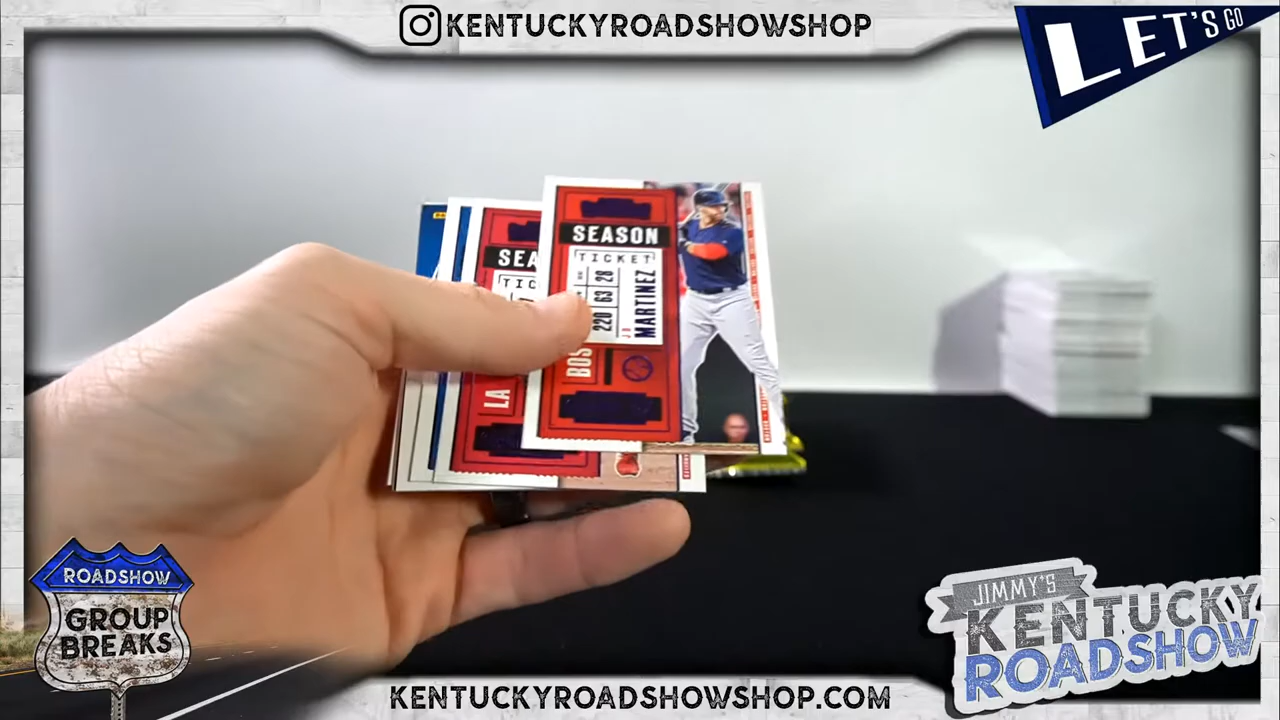 KENTUCKYROADSHOWSHOP
LET'S GO
SEASON
TICKET
28
63
220
JD
MARTINEZ
BOS
SEA
TIC
LA
ROADSHOW
GROUP
BREAKS
JIMMY'S
KENTUCKY
ROADSHOW
KENTUCKYROADSHOWSHOP.COM